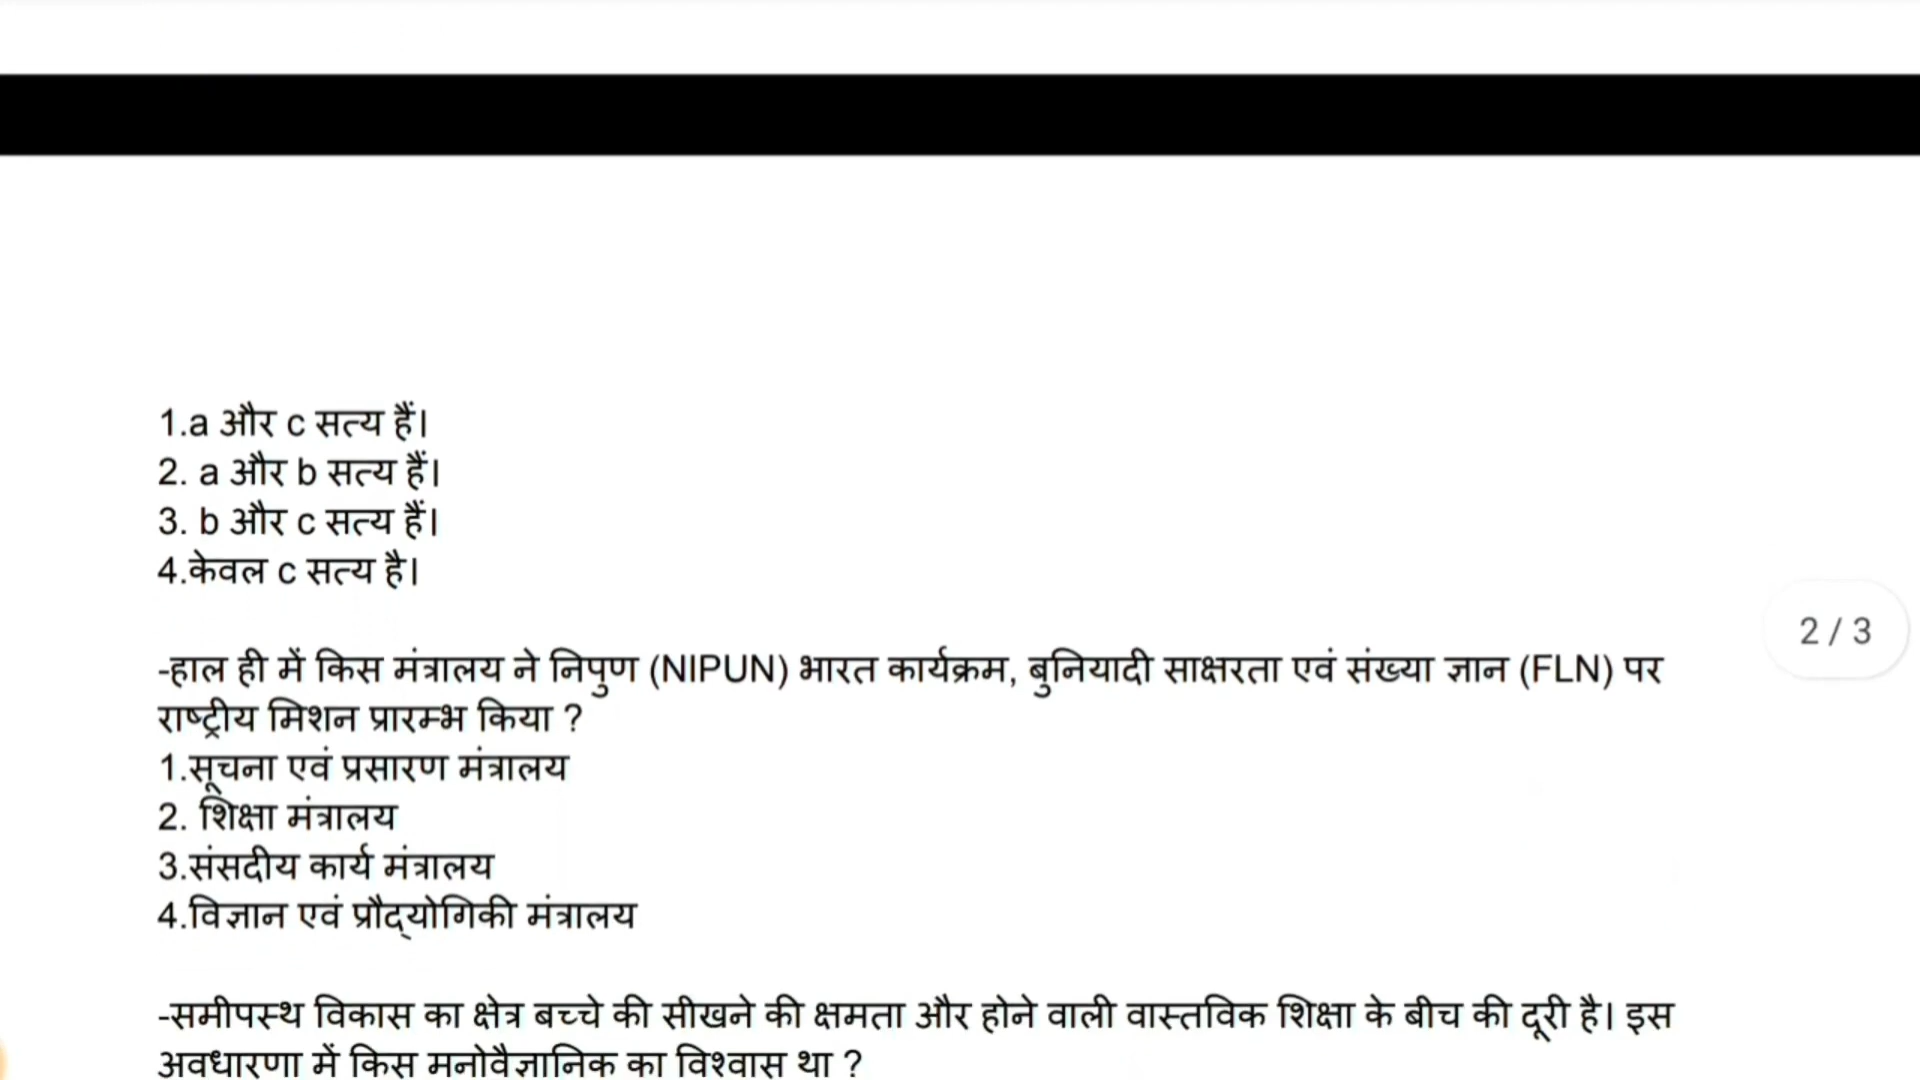 1.a और c सत्य हैं।
2. a और b सत्य हैं।
3. b और c सत्य हैं।
4.केवल c सत्य है।
-हाल ही में किस मंत्रालय ने निपुण (NIPUN) भारत कार्यक्रम, बुनियादी साक्षरता एवं संख्या ज्ञान (FLN) पर
राष्ट्रीय मिशन प्रारम्भ किया ?
1.सूचना एवं प्रसारण मंत्रालय
2. शिक्षा मंत्रालय
3.संसदीय कार्य मंत्रालय
4.विज्ञान एवं प्रौद्योगिकी मंत्रालय
2 / 3
-समीपस्थ विकास का क्षेत्र बच्चे की सीखने की क्षमता और होने वाली वास्तविक शिक्षा के बीच की दूरी है। इस
अवधारणा में किस मनोवैज्ञानिक का विश्वास था ?